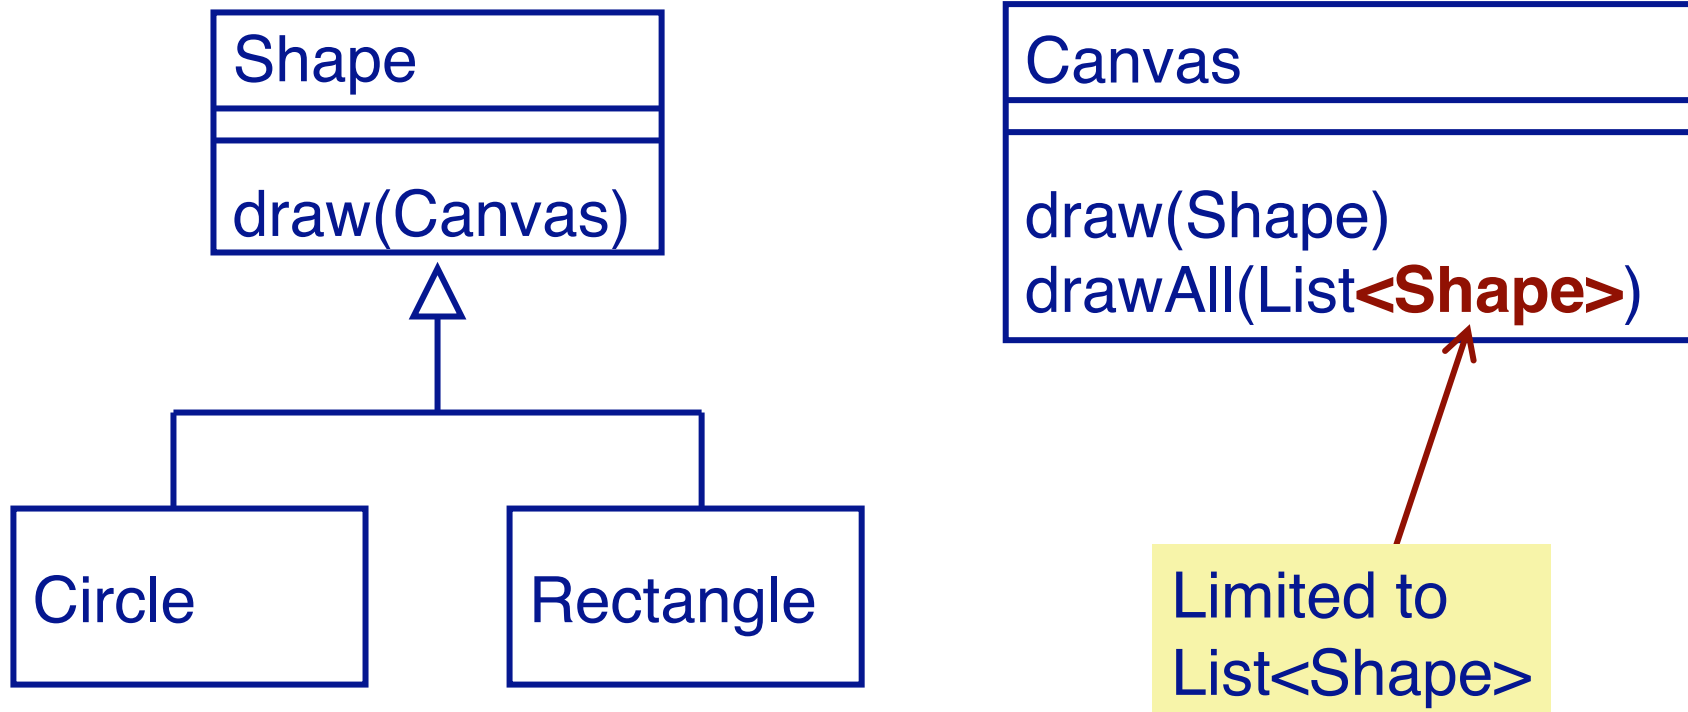 Shape
draw(Canvas)
Circle
Rectangle
Canvas
draw(Shape)
drawAll(List<Shape>)
Limited to
List<Shape>